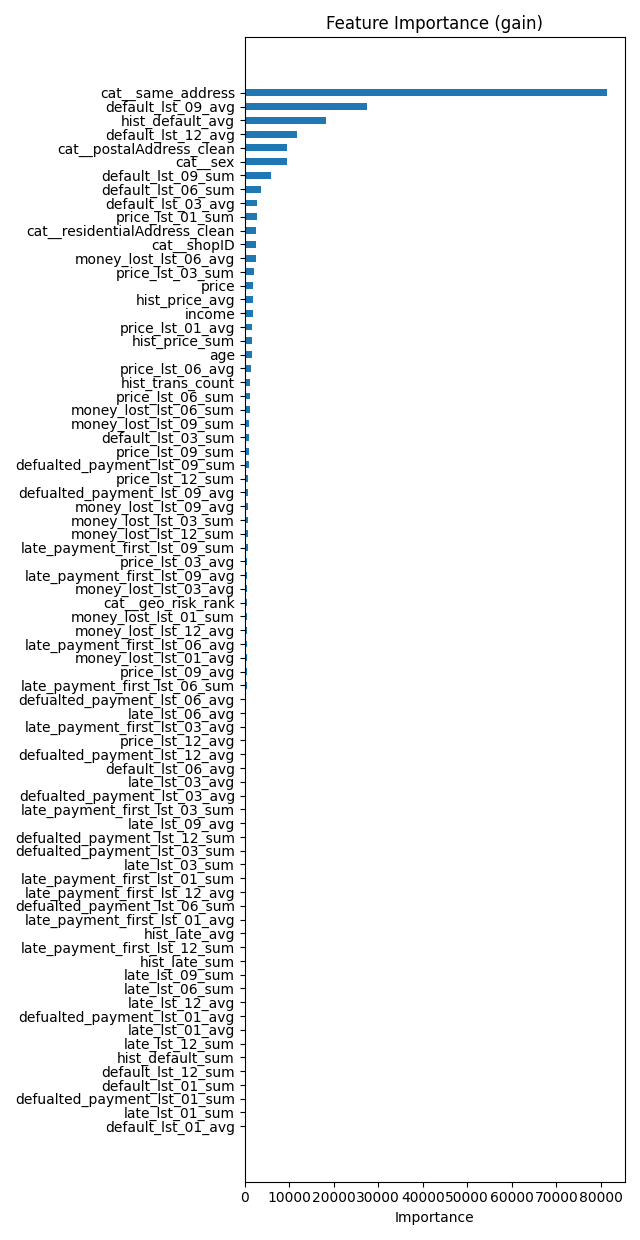 Feature Importance (gain)
cat__same_address
default_lst_09_avg
hist_default_avg
default_lst_12_avg
cat__postalAddress_clean
cat__sex
default_lst_09_sum
default_lst_06_sum
default_lst_03_avg
price_lst_01_sum
cat__residentialAddress_clean
cat__shopID
money_lost_lst_06_avg
price_lst_03_sum
price
hist_price_avg
income
price_lst_01_avg
hist_price_sum
age
price_lst_06_avg
hist_trans_count
price_lst_06_sum
money_lost_lst_06_sum
money_lost_lst_09_sum
default_lst_03_sum
price_lst_09_sum
defualted_payment_lst_09_sum
price_lst_12_sum
defualted_payment_lst_09_avg
money_lost_lst_09_avg
money_lost_lst_03_sum
money_lost_lst_12_sum
late_payment_first_lst_09_sum
price_lst_03_avg
late_payment_first_lst_09_avg
money_lost_lst_03_avg
cat__geo_risk_rank
money_lost_lst_01_sum
money_lost_lst_12_avg
late_payment_first_lst_06_avg
money_lost_lst_01_avg
price_lst_09_avg
late_payment_first_lst_06_sum
defualted_payment_lst_06_avg
late_lst_06_avg
late_payment_first_lst_03_avg
price_lst_12_avg
defualted_payment_lst_12_avg
default_lst_06_avg
late_lst_03_avg
defualted_payment_lst_03_avg
late_payment_first_lst_03_sum
late_lst_09_avg
defualted_payment_lst_12_sum
defualted_payment_lst_03_sum
late_lst_03_sum
late_payment_first_lst_01_sum
late_payment_first_lst_12_avg
defualted_payment_lst_06_sum
late_payment_first_lst_01_avg
hist_late_avg
late_payment_first_lst_12_sum
hist_late_sum
late_lst_09_sum
late_lst_06_sum
late_lst_12_avg
defualted_payment_lst_01_avg
late_lst_01_avg
late_lst_12_sum
hist_default_sum
default_lst_12_sum
default_lst_01_sum
defualted_payment_lst_01_sum
late_lst_01_sum
default_lst_01_avg
0 10000 20000 30000 40000 50000 60000 70000 80000
Importance